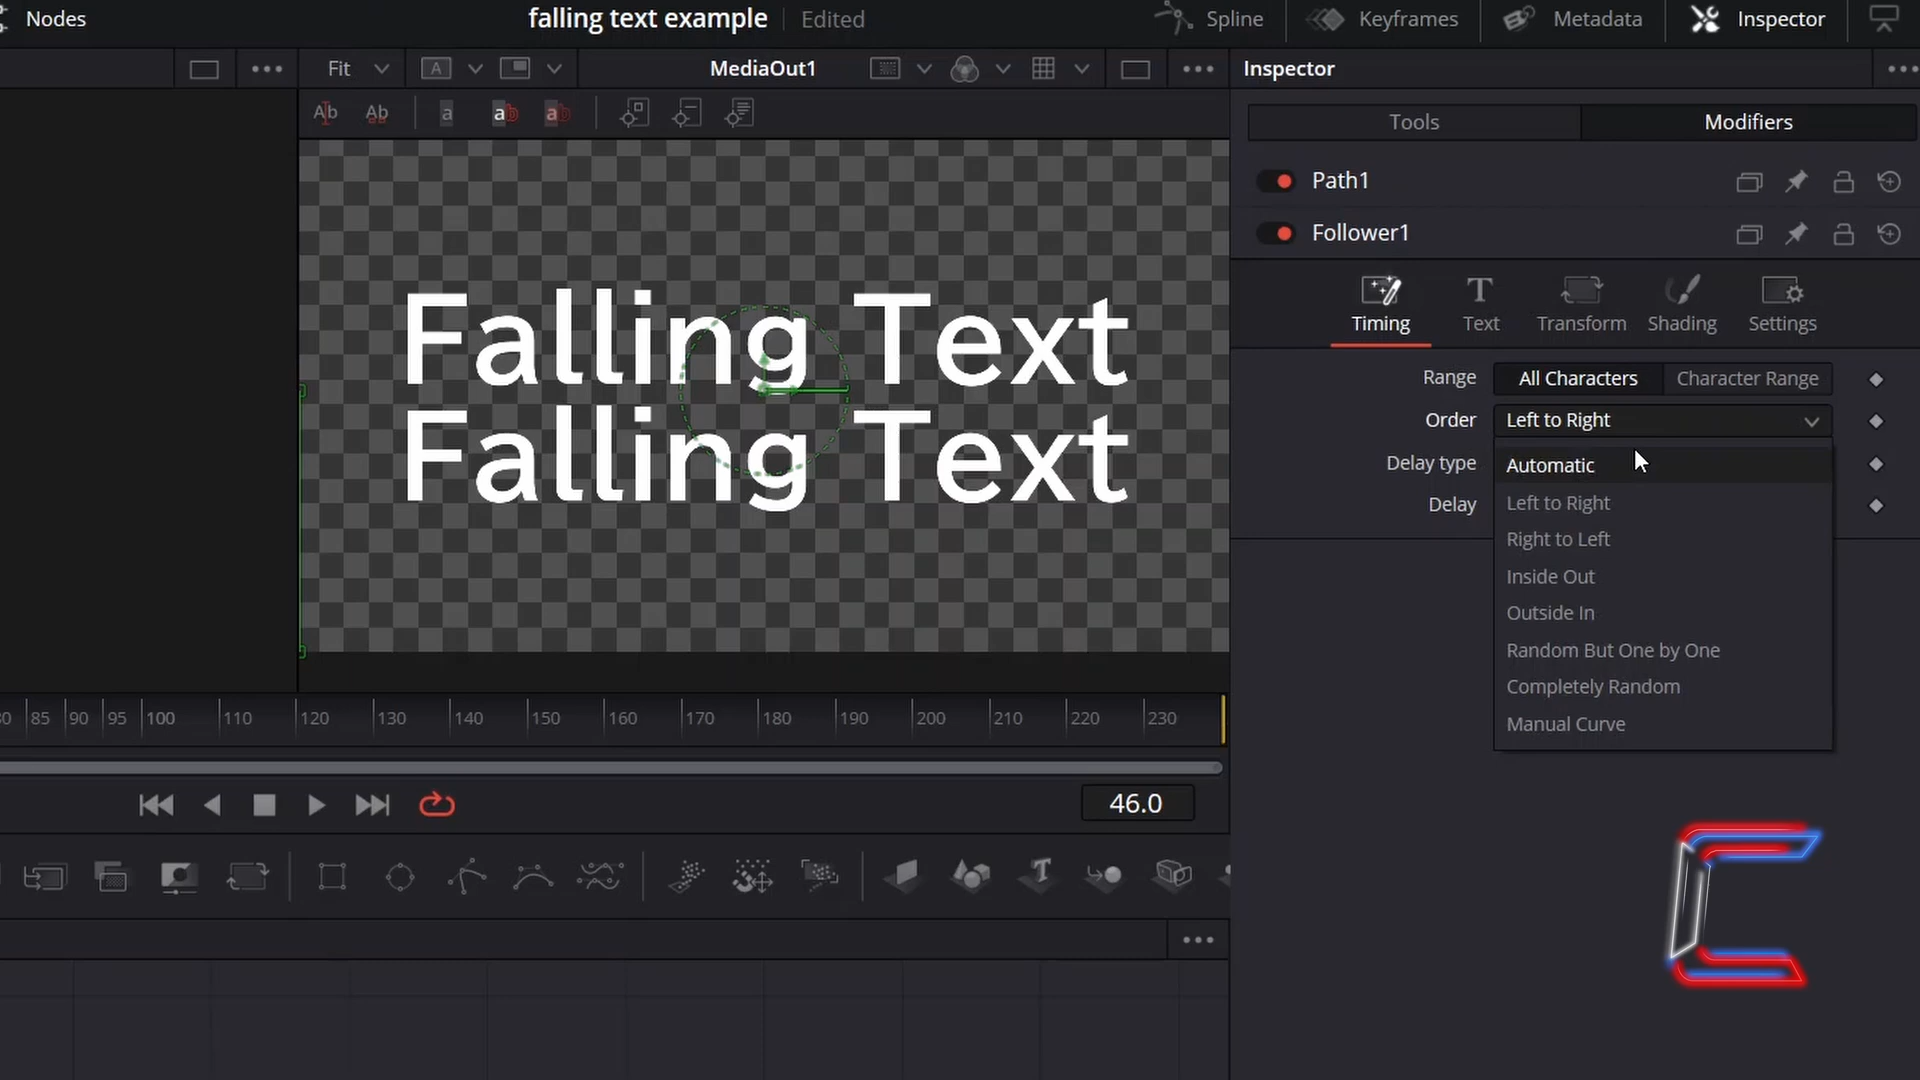 Nodes
falling text example
Edited
Spline
Keyframes
Metadata
Inspector
Fit
A
MediaOut1
Inspector
Ab
Ab
a
ab
ab
Tools
Modifiers
Path1
Follower1
Timing
Text
Transform
Shading
Settings
Falling Text
Falling Text
Range
All Characters
Character Range
Order
Left to Right
Delay type
Delay
Automatic
Left to Right
Right to Left
Inside Out
Outside In
Random But One by One
Completely Random
Manual Curve
85 90 95 100 110 120 130 140 150 160 170 180 190 200 210 220 230
46.0